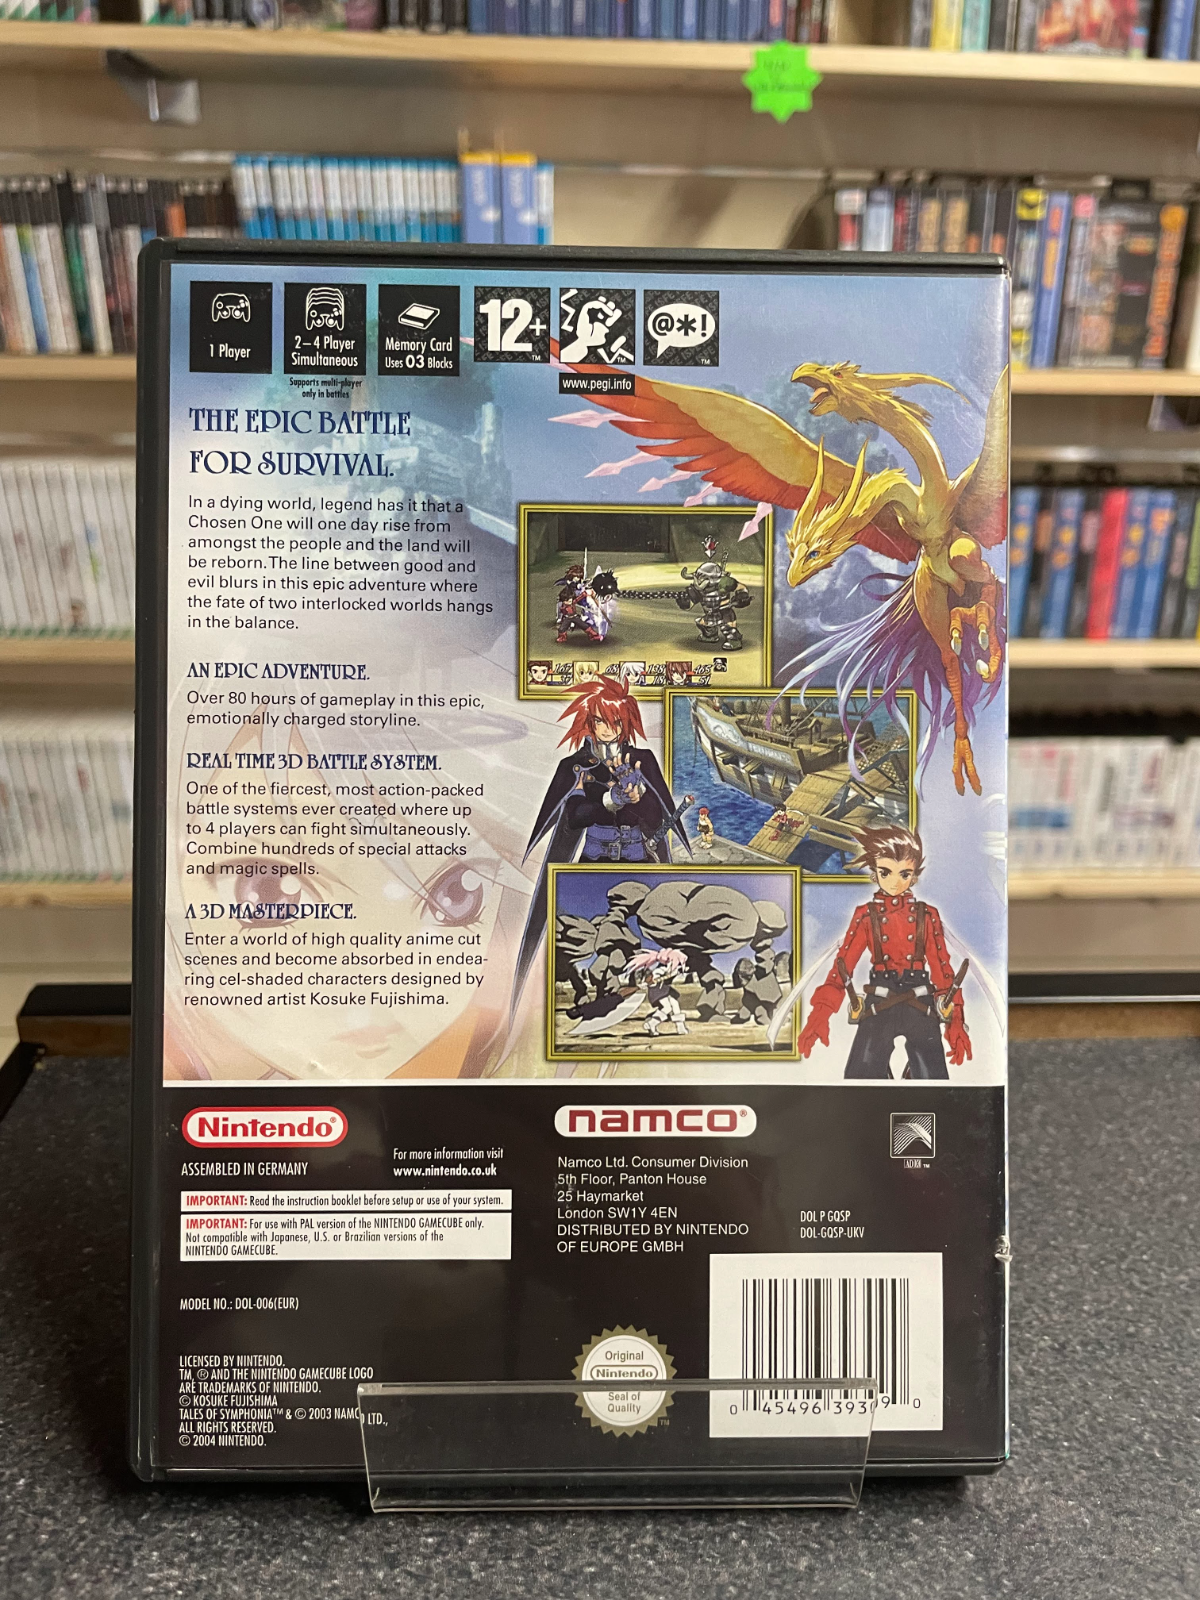 1 Player
2–4 Player
Simultaneous
Supports multi-player
only in battles
Memory Card
Uses 03 Blocks
12+
TM
TM
@*!
TM
www.pegi.info
THE EPIC BATTLE
FOR SURVIVAL.
In a dying world, legend has it that a
Chosen One will one day rise from
amongst the people and the land will
be reborn. The line between good and
evil blurs in this epic adventure where
the fate of two interlocked worlds hangs
in the balance.
AN EPIC ADVENTURE.
Over 80 hours of gameplay in this epic,
emotionally charged storyline.
REAL TIME 3D BATTLE SYSTEM.
One of the fiercest, most action-packed
battle systems ever created where up
to 4 players can fight simultaneously.
Combine hundreds of special attacks
and magic spells.
A 3D MASTERPIECE.
Enter a world of high quality anime cut
scenes and become absorbed in endea-
ring cel-shaded characters designed by
renowned artist Kosuke Fujishima.
Nintendo®
ASSEMBLED IN GERMANY
For more information visit
www.nintendo.co.uk
IMPORTANT: Read the instruction booklet before setup or use of your system.
IMPORTANT: For use with PAL version of the NINTENDO GAMECUBE only.
Not compatible with Japanese, U.S. or Brazilian versions of the
NINTENDO GAMECUBE.
namco®
Namco Ltd. Consumer Division
5th Floor, Panton House
25 Haymarket
London SW1Y 4EN
DISTRIBUTED BY NINTENDO
OF EUROPE GMBH
DOL P GQSP
DOL-GQSP-UKV
MODEL NO.: DOL-006(EUR)
LICENSED BY NINTENDO.
TM, ® AND THE NINTENDO GAMECUBE LOGO
ARE TRADEMARKS OF NINTENDO.
© KOSUKE FUJISHIMA
TALES OF SYMPHONIA™ & © 2003 NAMCO LTD.,
ALL RIGHTS RESERVED.
© 2004 NINTENDO.
Original
Nintendo
Seal of
Quality
TM
0 45496 39309 0